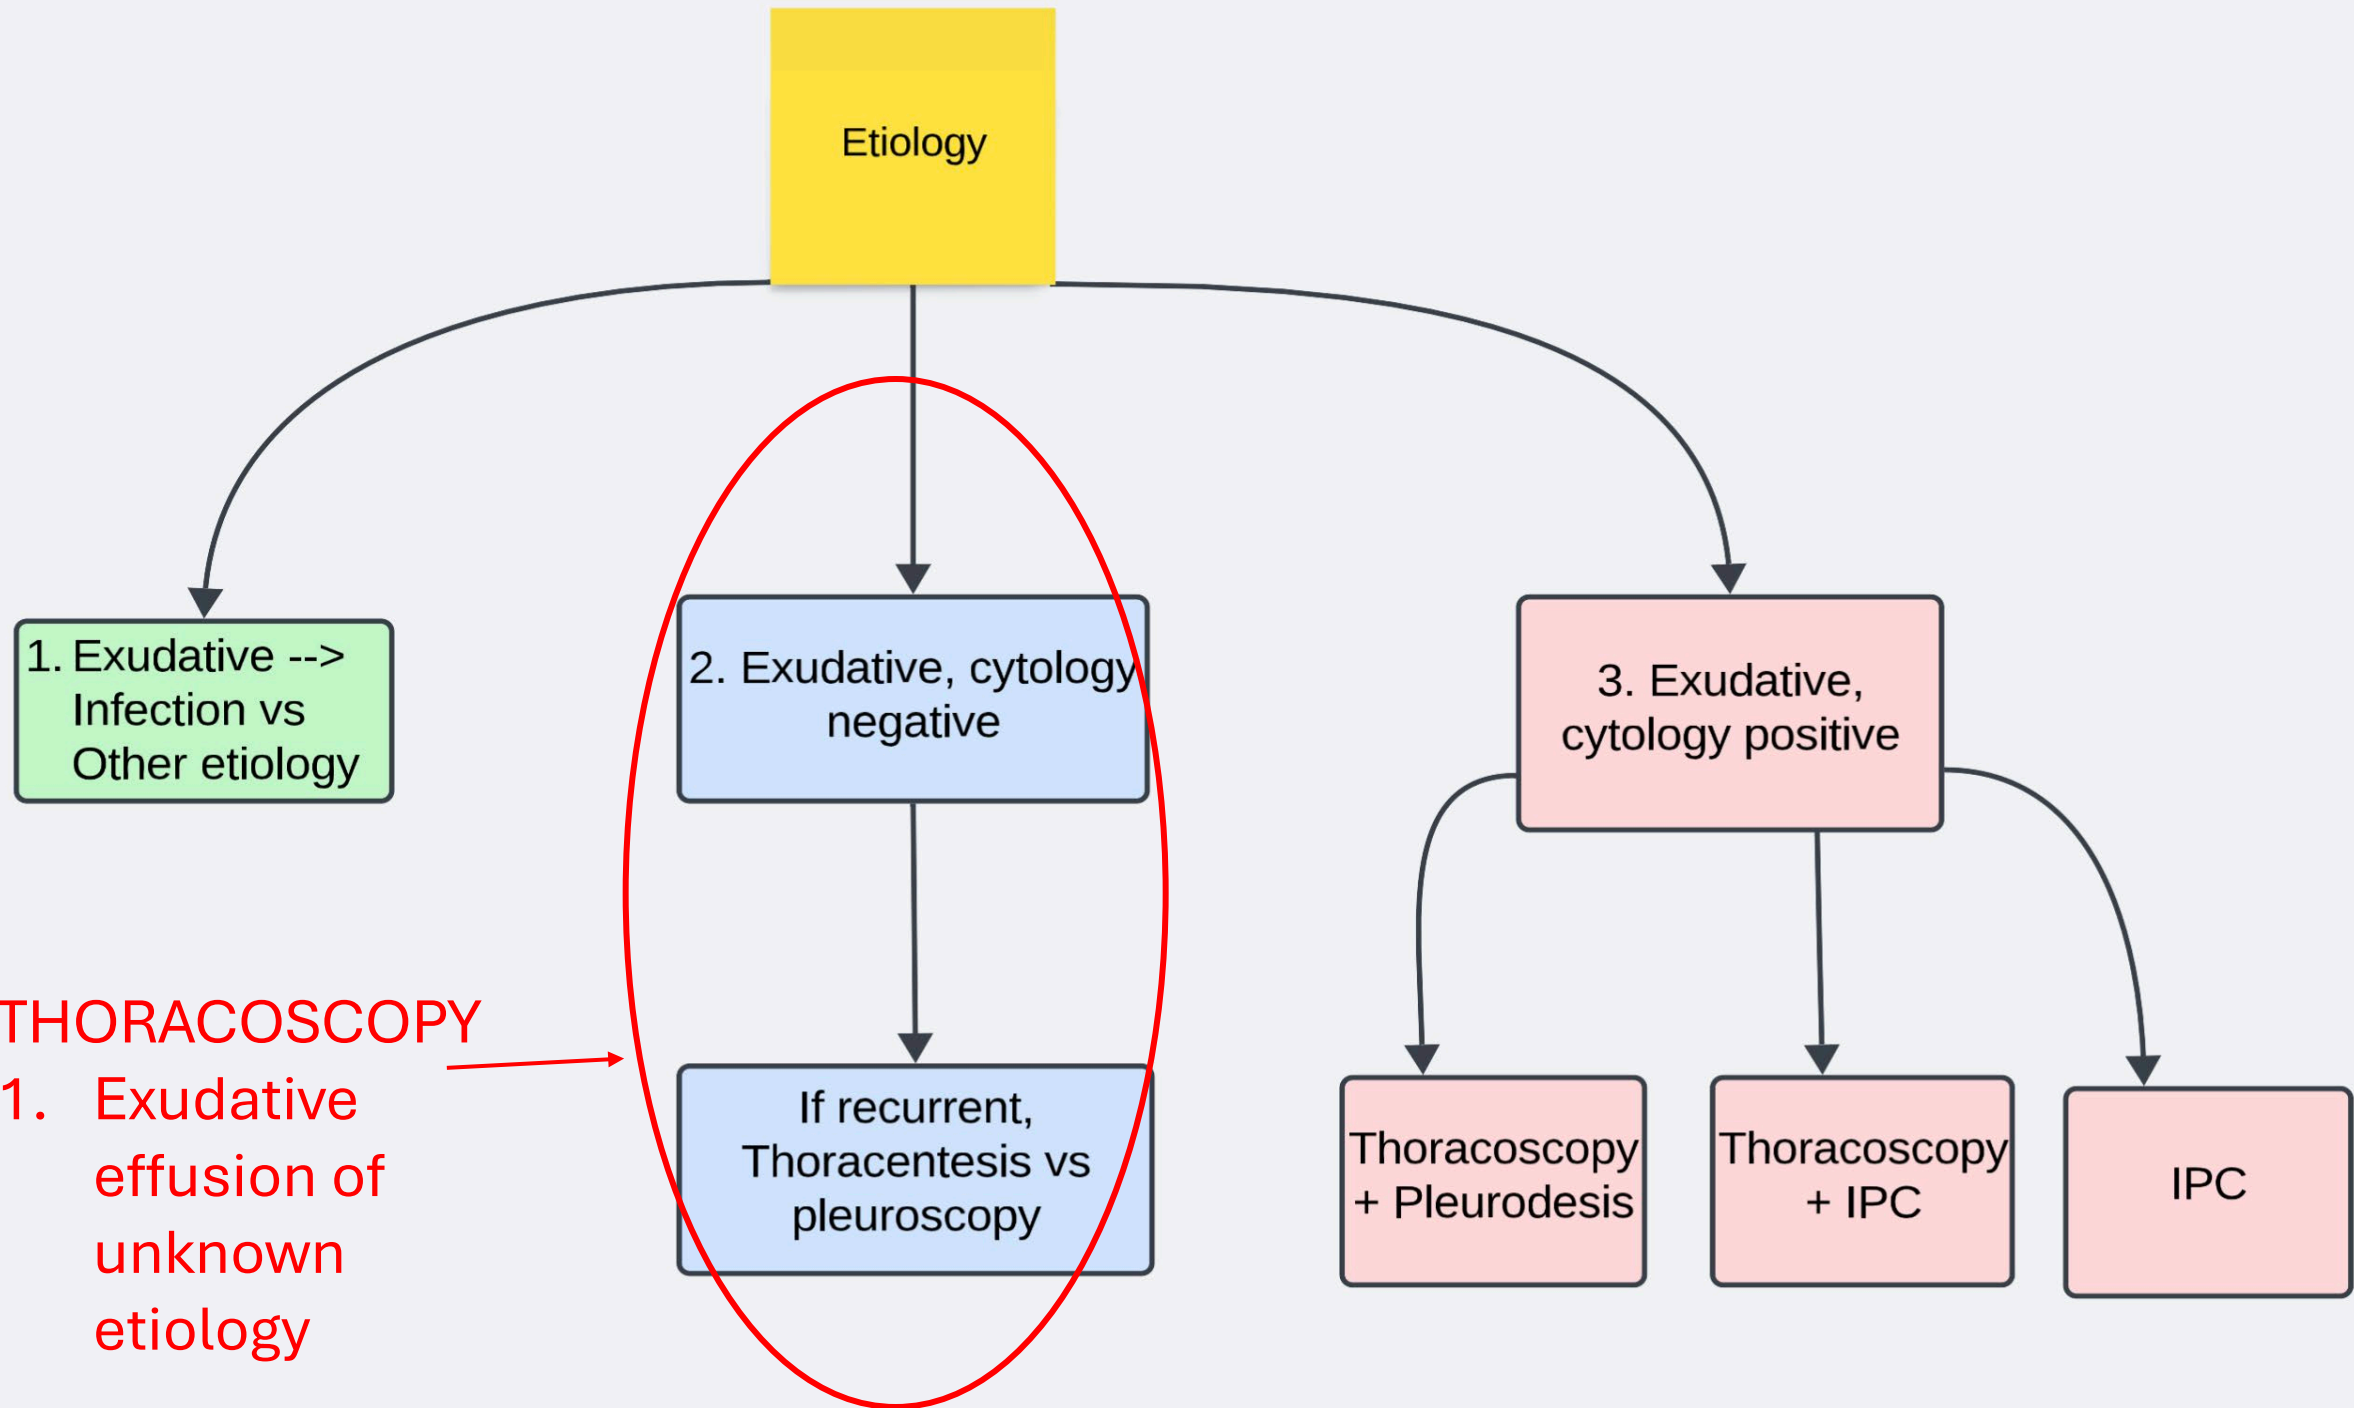 Etiology
1. Exudative -->
Infection vs
Other etiology
2. Exudative, cytology
negative
3. Exudative,
cytology positive
THORACOSCOPY
1. Exudative
effusion of
unknown
etiology
If recurrent,
Thoracentesis vs
pleuroscopy
Thoracoscopy
+ Pleurodesis
Thoracoscopy
+ IPC
IPC